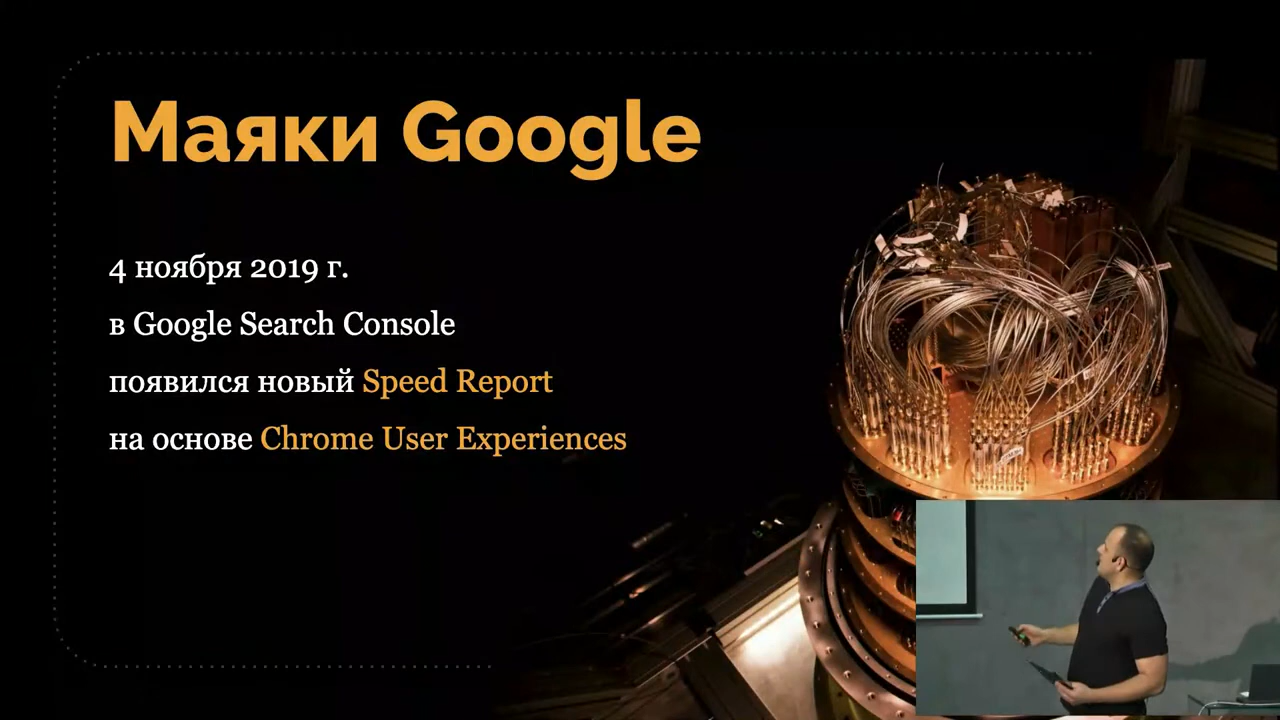 Маяки Google
4 ноября 2019 г.
в Google Search Console
появился новый Speed Report
на основе Chrome User Experiences